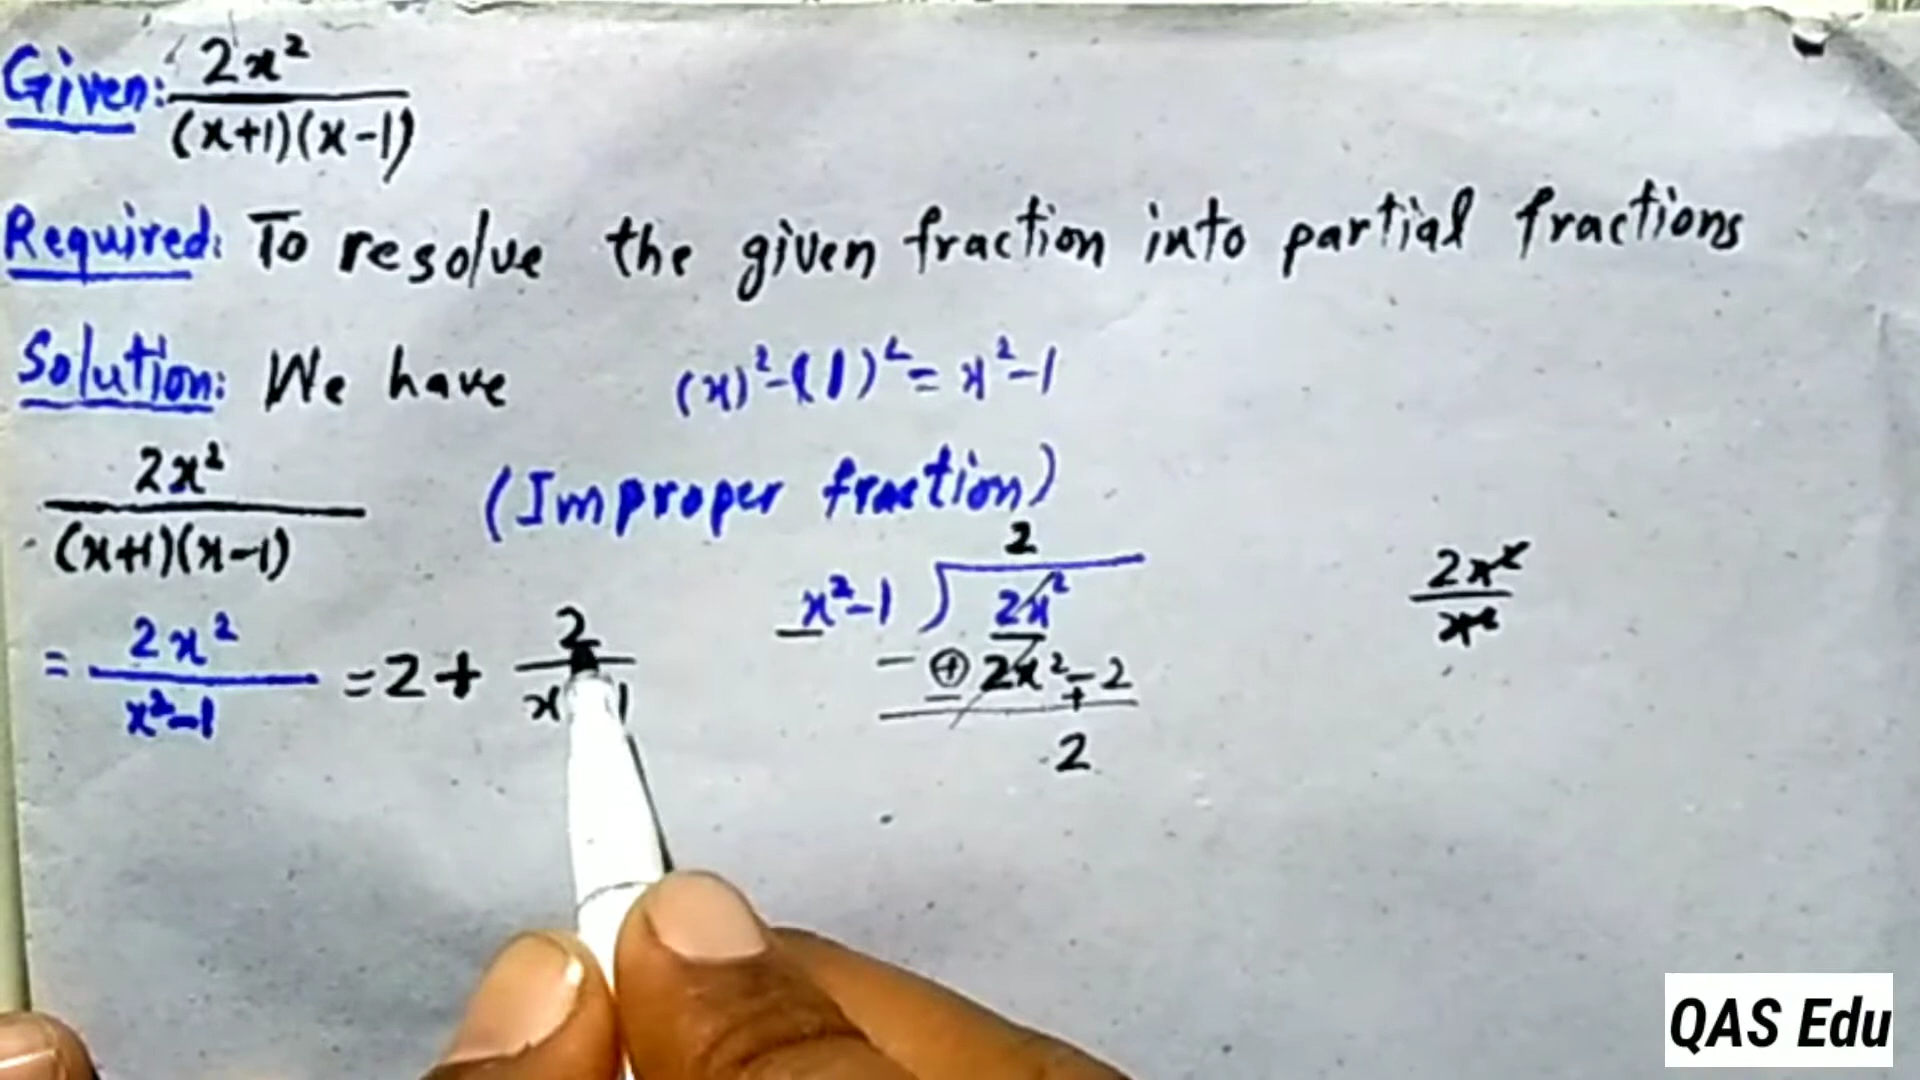 Given: 2x²/(x+1)(x-1)
Required: To resolve the given fraction into partial fractions
Solution: We have (x)²-(1)² = x²-1
2x²/(x+1)(x-1) (Improper fraction)
2
x²-1 ) 2x² 2x²/x²
= 2x²/x²-1 = 2+ 2/x 1
- ⊕ 2x² - 2
- +
2
QAS Edu